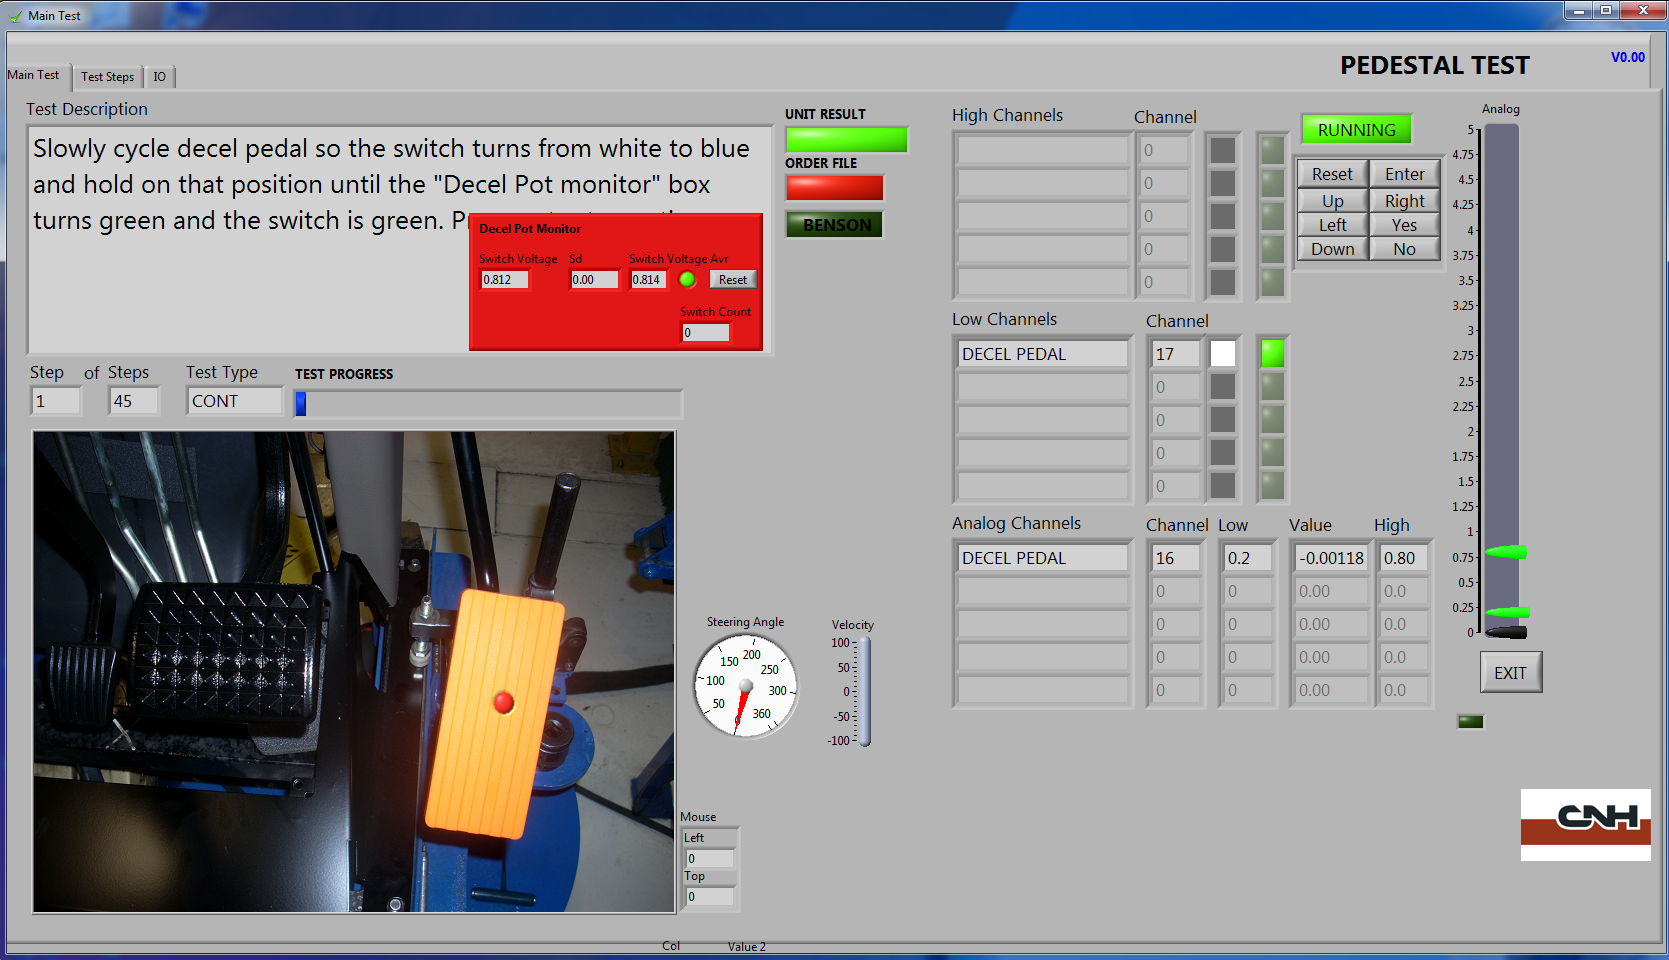 Main Test
PEDESTAL TEST
V0.00
Main Test
Test Steps
IO
Test Description
Slowly cycle decel pedal so the switch turns from white to blue
and hold on that position until the "Decel Pot monitor" box
turns green and the switch is green.
Decel Pot Monitor
Switch Voltage Sd Switch Voltage Avr
0.812 0.00 0.814 Reset
Switch Count
0
UNIT RESULT
ORDER FILE
BENSON
Step of Steps Test Type TEST PROGRESS
1 45 CONT
High Channels Channel
0
0
0
0
0
Low Channels Channel
DECEL PEDAL 17
0
0
0
0
Analog Channels Channel Low Value High
DECEL PEDAL 16 0.2 -0.00118 0.80
0 0 0.00 0.0
0 0 0.00 0.0
0 0 0.00 0.0
0 0 0.00 0.0
RUNNING
Reset Enter
Up Right
Left Yes
Down No
Analog
5
4.75
4.5
4.25
4
3.75
3.5
3.25
3
2.75
2.5
2.25
2
1.75
1.5
1.25
1
0.75
0.5
0.25
0
EXIT
Steering Angle
0
50
100
150
200
250
300
360
Velocity
100
50
0
-50
-100
Mouse
Left
0
Top
0
CNH
Col Value 2